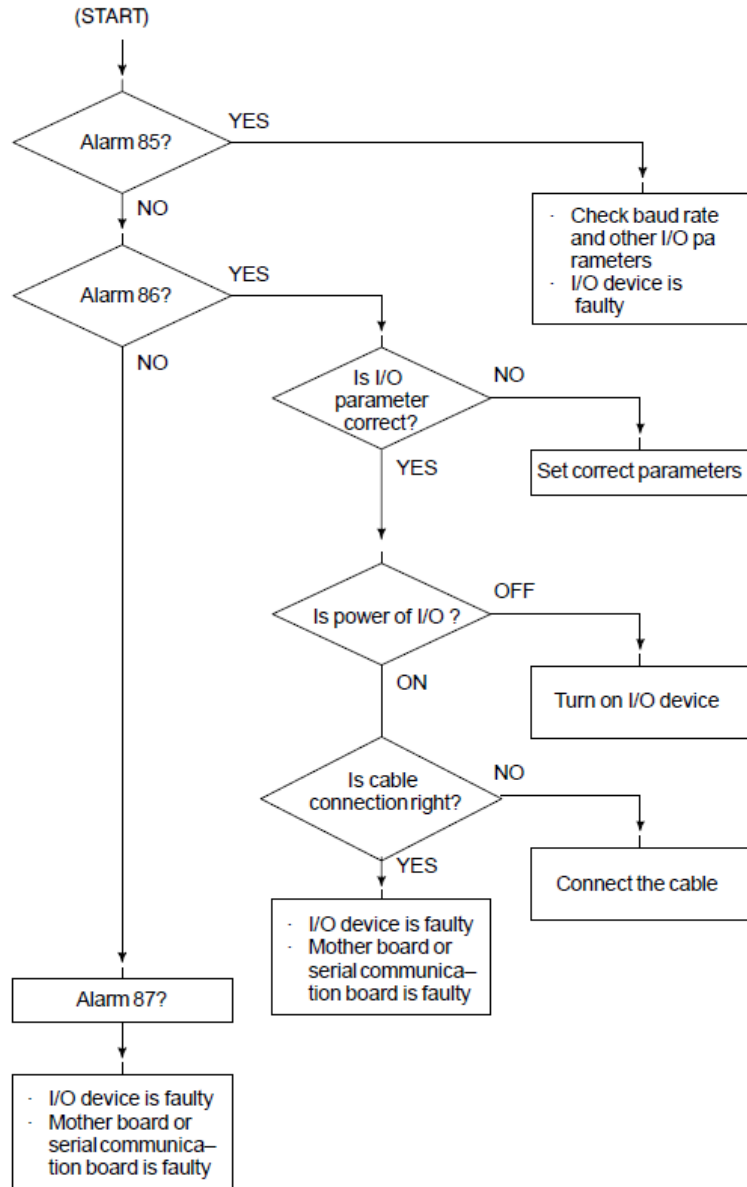 (START)
Alarm 85?
YES
NO
· Check baud rate
and other I/O pa
rameters
· I/O device is
faulty
Alarm 86?
YES
NO
Is I/O
parameter
correct?
NO
YES
Set correct parameters
Is power of I/O ?
OFF
ON
Turn on I/O device
Is cable
connection right?
NO
YES
Connect the cable
· I/O device is faulty
· Mother board or
serial communica–
tion board is faulty
Alarm 87?
· I/O device is faulty
· Mother board or
serial communica–
tion board is faulty